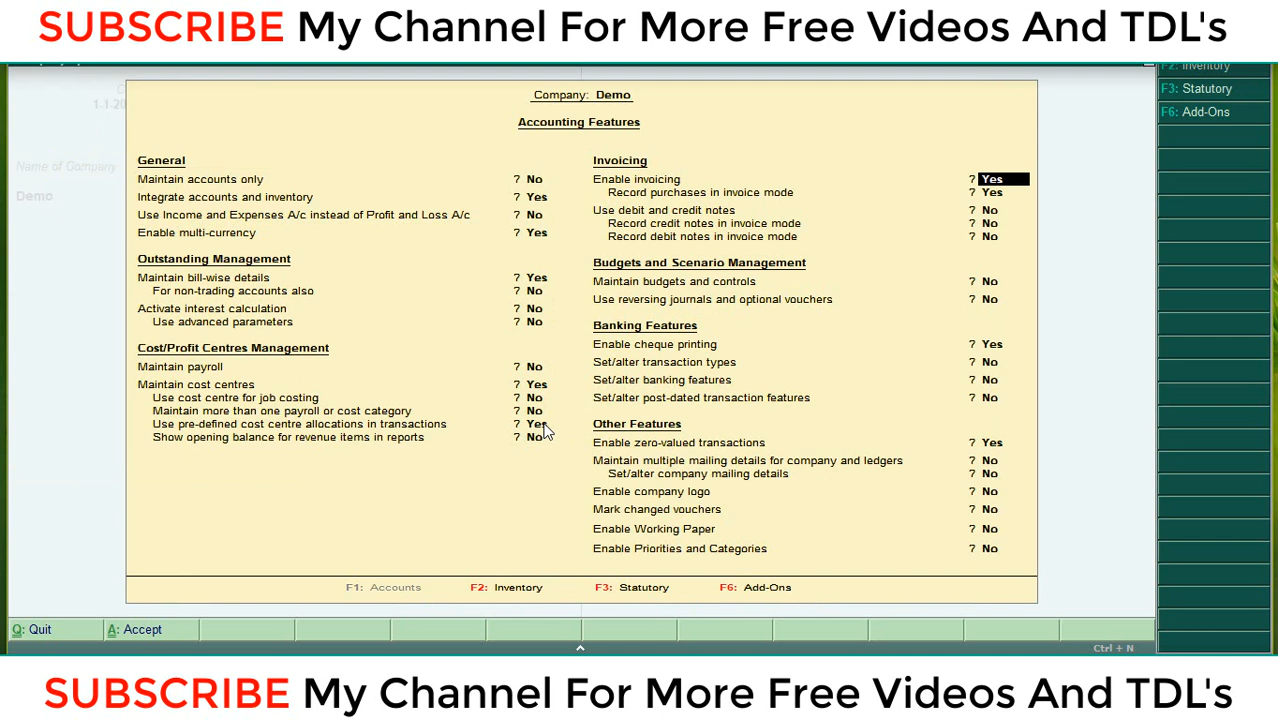 SUBSCRIBE My Channel For More Free Videos And TDL's
F2: Inventory
F3: Statutory
F6: Add-Ons
1-1-20
Name of Company
Demo
Company: Demo
Accounting Features
General
Maintain accounts only ? No
Integrate accounts and inventory ? Yes
Use Income and Expenses A/c instead of Profit and Loss A/c ? No
Enable multi-currency ? Yes
Outstanding Management
Maintain bill-wise details ? Yes
For non-trading accounts also ? No
Activate interest calculation ? No
Use advanced parameters ? No
Cost/Profit Centres Management
Maintain payroll ? No
Maintain cost centres ? Yes
Use cost centre for job costing ? No
Maintain more than one payroll or cost category ? No
Use pre-defined cost centre allocations in transactions ? Yes
Show opening balance for revenue items in reports ? No
Invoicing
Enable invoicing ? Yes
Record purchases in invoice mode ? Yes
Use debit and credit notes ? No
Record credit notes in invoice mode ? No
Record debit notes in invoice mode ? No
Budgets and Scenario Management
Maintain budgets and controls ? No
Use reversing journals and optional vouchers ? No
Banking Features
Enable cheque printing ? Yes
Set/alter transaction types ? No
Set/alter banking features ? No
Set/alter post-dated transaction features ? No
Other Features
Enable zero-valued transactions ? Yes
Maintain multiple mailing details for company and ledgers ? No
Set/alter company mailing details ? No
Enable company logo ? No
Mark changed vouchers ? No
Enable Working Paper ? No
Enable Priorities and Categories ? No
F1: Accounts F2: Inventory F3: Statutory F6: Add-Ons
Q: Quit A: Accept
Ctrl + N
SUBSCRIBE My Channel For More Free Videos And TDL's